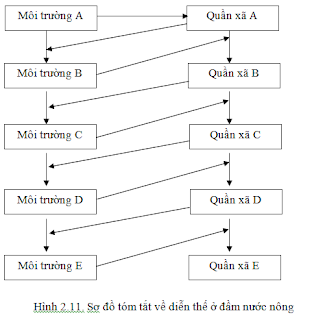 Môi trường A
Quần xã A
Môi trường B
Quần xã B
Môi trường C
Quần xã C
Môi trường D
Quần xã D
Môi trường E
Quần xã E
Hình 2.11. Sơ đồ tóm tắt về diễn thế ở đầm nước nông